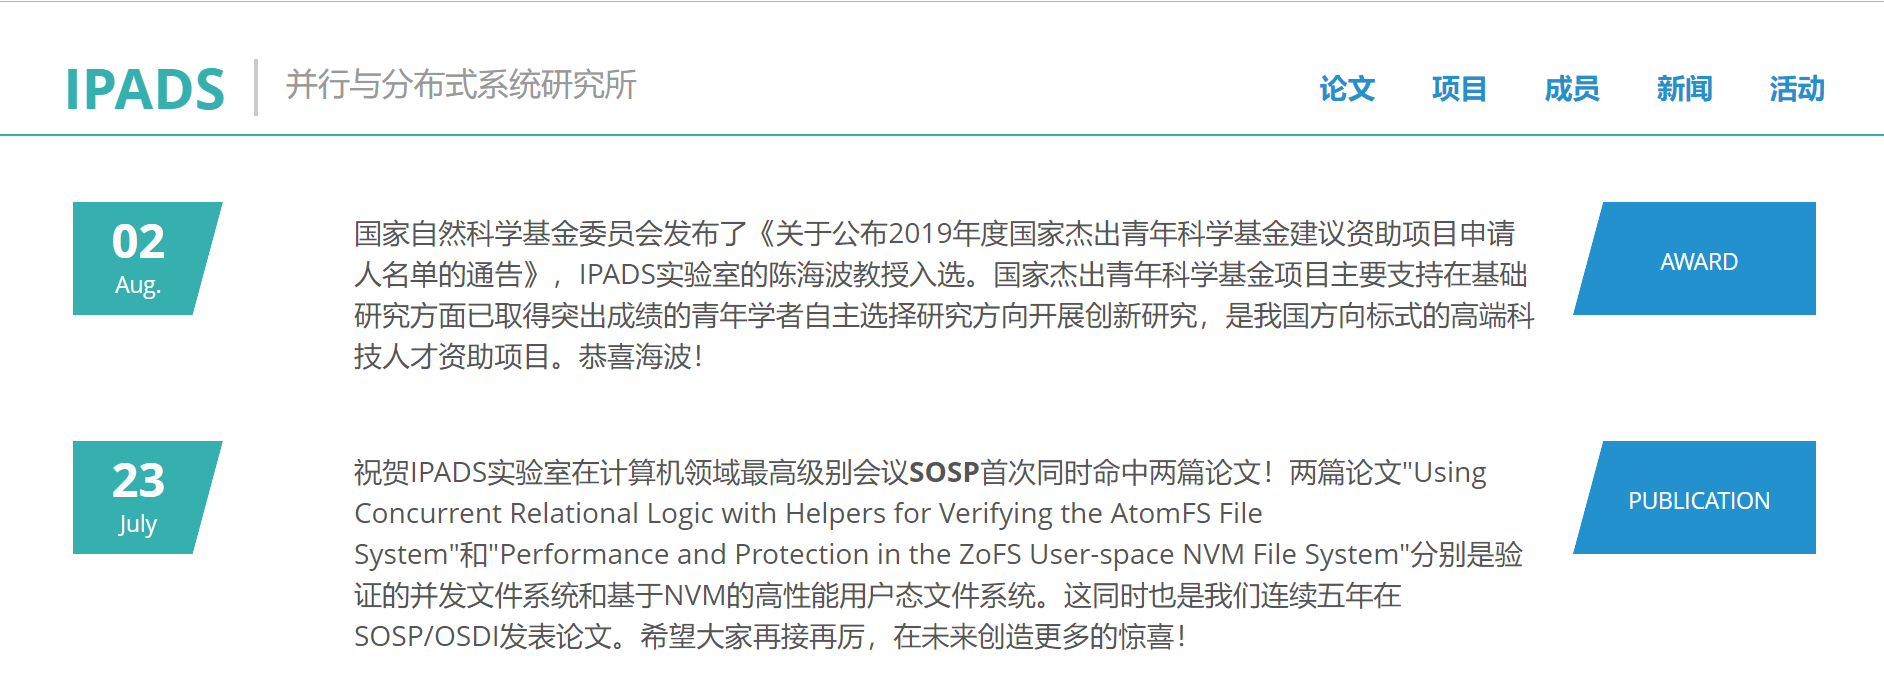 IPADS 并行与分布式系统研究所
论文 项目 成员 新闻 活动
02
Aug.
国家自然科学基金委员会发布了《关于公布2019年度国家杰出青年科学基金建议资助项目申请
人名单的通告》，IPADS实验室的陈海波教授入选。国家杰出青年科学基金项目主要支持在基础
研究方面已取得突出成绩的青年学者自主选择研究方向开展创新研究，是我国方向标式的高端科
技人才资助项目。恭喜海波！
AWARD
23
July
祝贺IPADS实验室在计算机领域最高级别会议SOSP首次同时命中两篇论文！两篇论文"Using
Concurrent Relational Logic with Helpers for Verifying the AtomFS File
System"和"Performance and Protection in the ZoFS User-space NVM File System"分别是验
证的并发文件系统和基于NVM的高性能用户态文件系统。这同时也是我们连续五年在
SOSP/OSDI发表论文。希望大家再接再厉，在未来创造更多的惊喜！
PUBLICATION